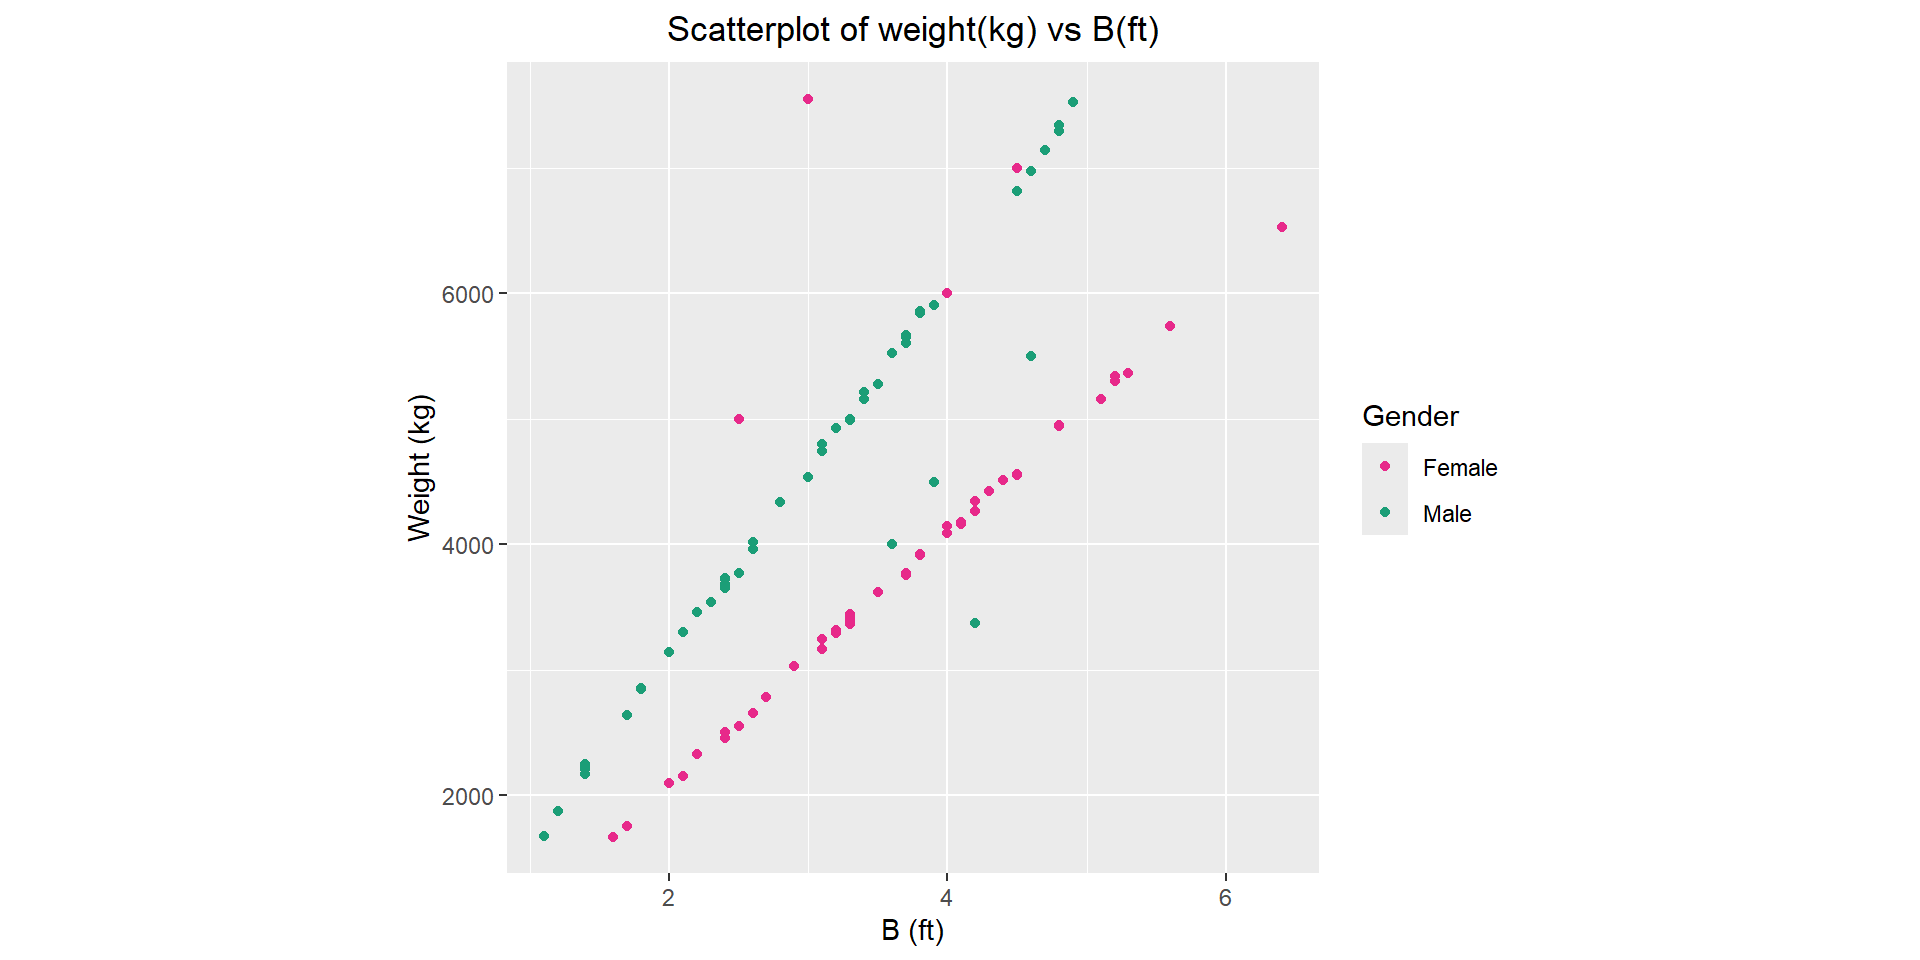 Scatterplot of weight(kg) vs B(ft)
Weight (kg)
6000
4000
2000
2
4
6
B (ft)
Gender
Female
Male